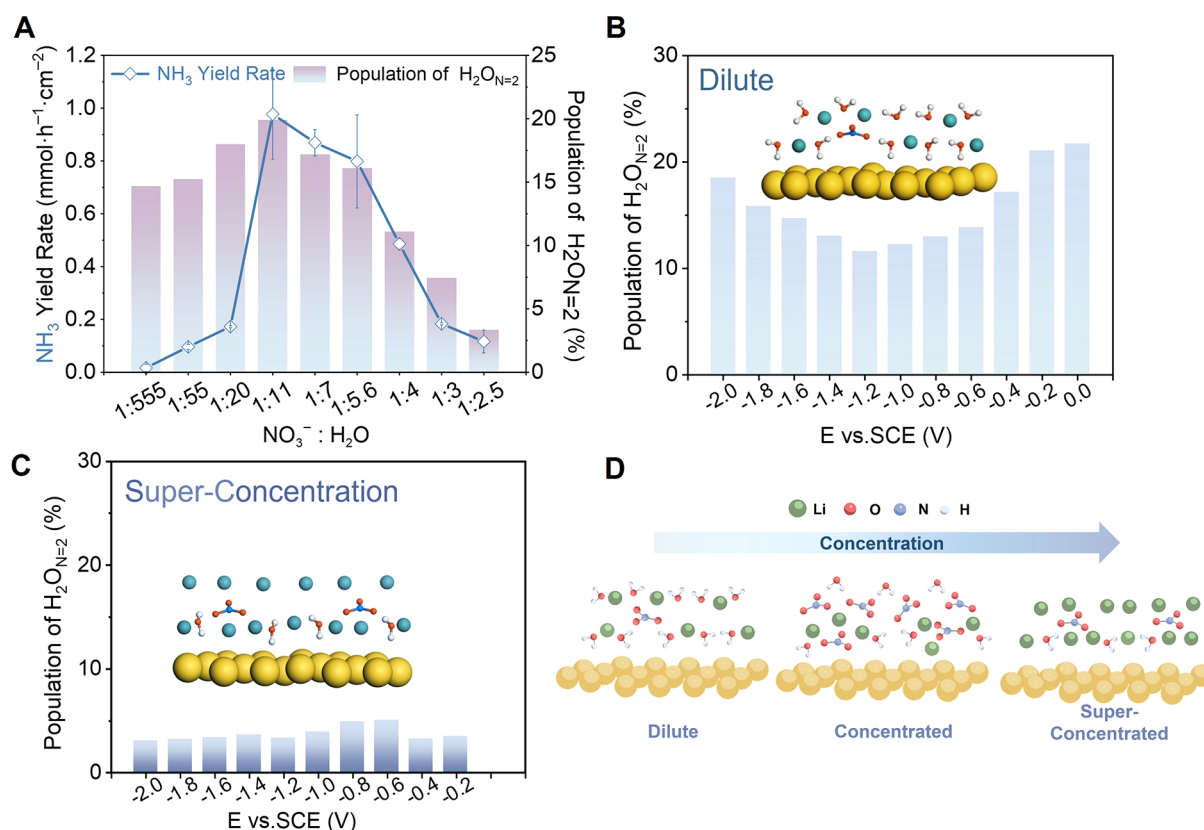 A
NH₃ Yield Rate (mmol·h⁻¹·cm⁻²)
1.2
1.0
0.8
0.6
0.4
0.2
0.0
NH₃ Yield Rate
Population of H₂O_N=2
25
20
15
10
5
0
Population of H₂ON=2 (%)
1:555
1:55
1:20
1:11
1:7
1:5.6
1:4
1:3
1:2.5
NO₃⁻ : H₂O
B
Population of H₂O_N=2 (%)
30
20
10
0
Dilute
-2.0
-1.8
-1.6
-1.4
-1.2
-1.0
-0.8
-0.6
-0.4
-0.2
0.0
E vs.SCE (V)
C
Population of H₂O_N=2 (%)
30
20
10
0
Super-Concentration
-2.0
-1.8
-1.6
-1.4
-1.2
-1.0
-0.8
-0.6
-0.4
-0.2
E vs.SCE (V)
D
Li O N H
Concentration
Dilute
Concentrated
Super-
Concentrated